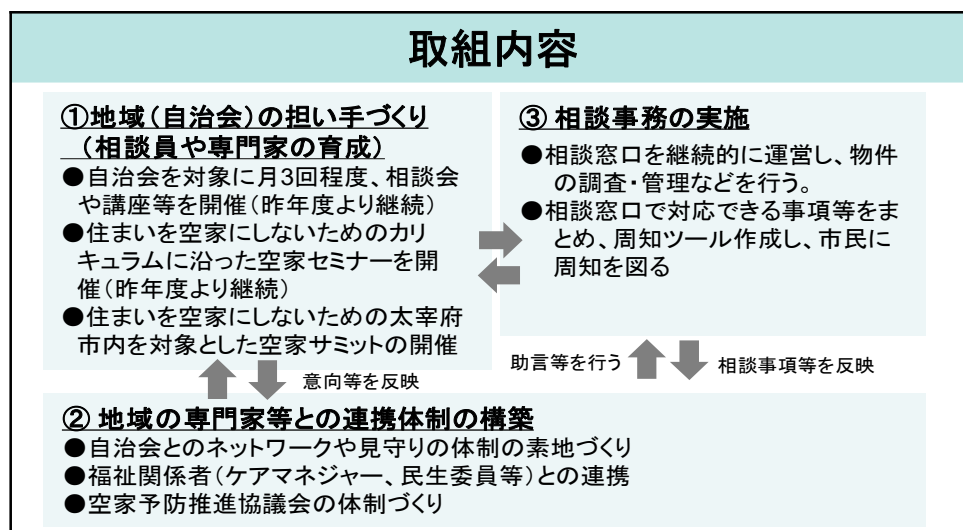 取組内容
①地域（自治会）の担い手づくり
（相談員や専門家の育成）
●自治会を対象に月3回程度、相談会
や講座等を開催（昨年度より継続）
●住まいを空家にしないためのカリ
キュラムに沿った空家セミナーを開
催（昨年度より継続）
●住まいを空家にしないための太宰府
市内を対象とした空家サミットの開催
③ 相談事務の実施
●相談窓口を継続的に運営し、物件
の調査・管理などを行う。
●相談窓口で対応できる事項等をま
とめ、周知ツール作成し、市民に
周知を図る
意向等を反映
助言等を行う
相談事項等を反映
② 地域の専門家等との連携体制の構築
●自治会とのネットワークや見守りの体制の素地づくり
●福祉関係者（ケアマネジャー、民生委員等）との連携
●空家予防推進協議会の体制づくり